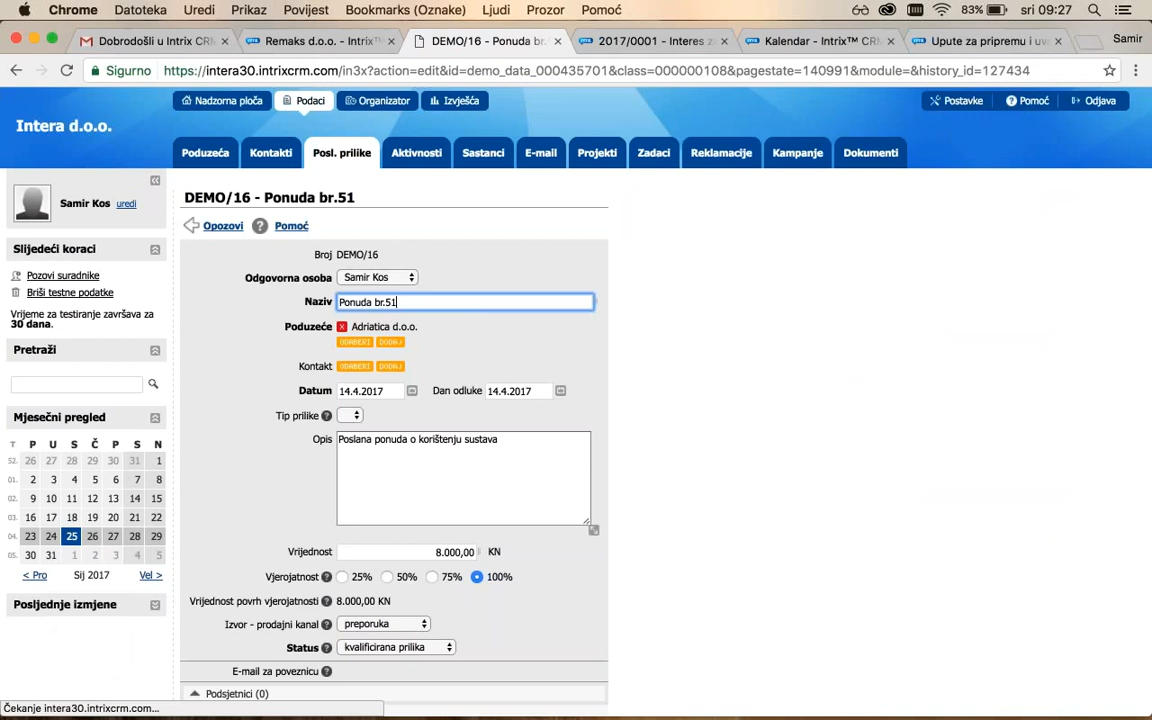 Chrome Datoteka Uredi Prikaz Povijest Bookmarks (Oznake) Ljudi Prozor Pomoć 83% sri 09:27
Dobrodošli u Intrix CRM × Remaks d.o.o. - Intrix™ × DEMO/16 - Ponuda br. × 2017/0001 - Interes z × Kalendar - Intrix™ CRM × Upute za pripremu i uv × Samir
Sigurno https://intera30.intrixcrm.com/in3x?action=edit&id=demo_data_000435701&class=000000108&pagestate=140991&module=&history_id=127434
Nadzorna ploča Podaci Organizator Izvješća Postavke Pomoć Odjava
Intera d.o.o.
Poduzeća Kontakti Posl. prilike Aktivnosti Sastanci E-mail Projekti Zadaci Reklamacije Kampanje Dokumenti
Samir Kos uredi
Slijedeći koraci
Pozovi suradnike
Briši testne podatke
Vrijeme za testiranje završava za
30 dana.
Pretraži
Mjesečni pregled
T P U S Č P S N
52. 26 27 28 29 30 31 1
01. 2 3 4 5 6 7 8
02. 9 10 11 12 13 14 15
03. 16 17 18 19 20 21 22
04. 23 24 25 26 27 28 29
05. 30 31 1 2 3 4 5
< Pro Sij 2017 Vel >
Posljednje izmjene
DEMO/16 - Ponuda br.51
Opozovi ? Pomoć
Broj DEMO/16
Odgovorna osoba Samir Kos
Naziv Ponuda br.51
Poduzeće X Adriatica d.o.o.
ODABERI DODAJ
Kontakt ODABERI DODAJ
Datum 14.4.2017 Dan odluke 14.4.2017
Tip prilike ?
Opis Poslana ponuda o korištenju sustava
Vrijednost 8.000,00 KN
Vjerojatnost ? 25% 50% 75% 100%
Vrijednost povrh vjerojatnosti ? 8.000,00 KN
Izvor - prodajni kanal ? preporuka
Status ? kvalificirana prilika
E-mail za poveznicu ?
Podsjetnici (0)
Čekanje intera30.intrixcrm.com...